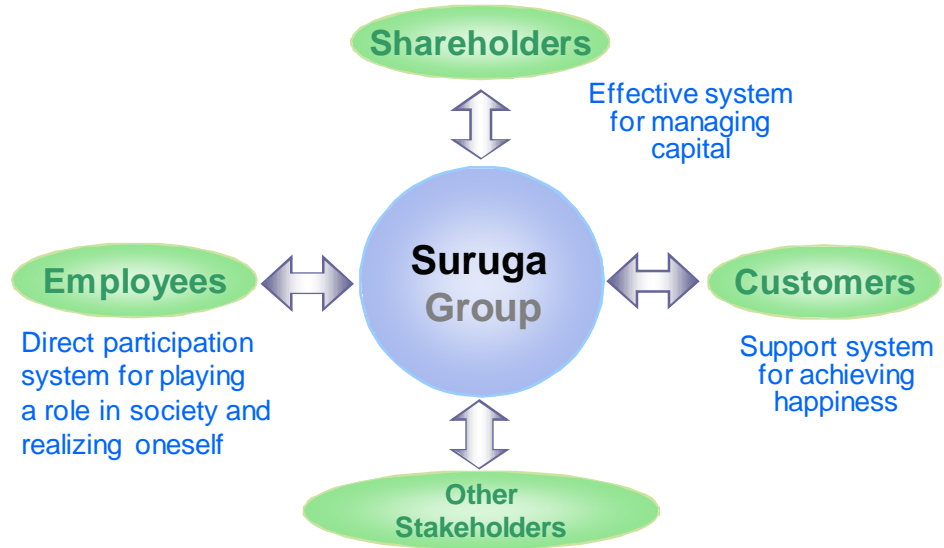 Shareholders
Effective system
for managing
capital
Suruga
Group
Employees
Customers
Direct participation
system for playing
a role in society and
realizing oneself
Support system
for achieving
happiness
Other
Stakeholders